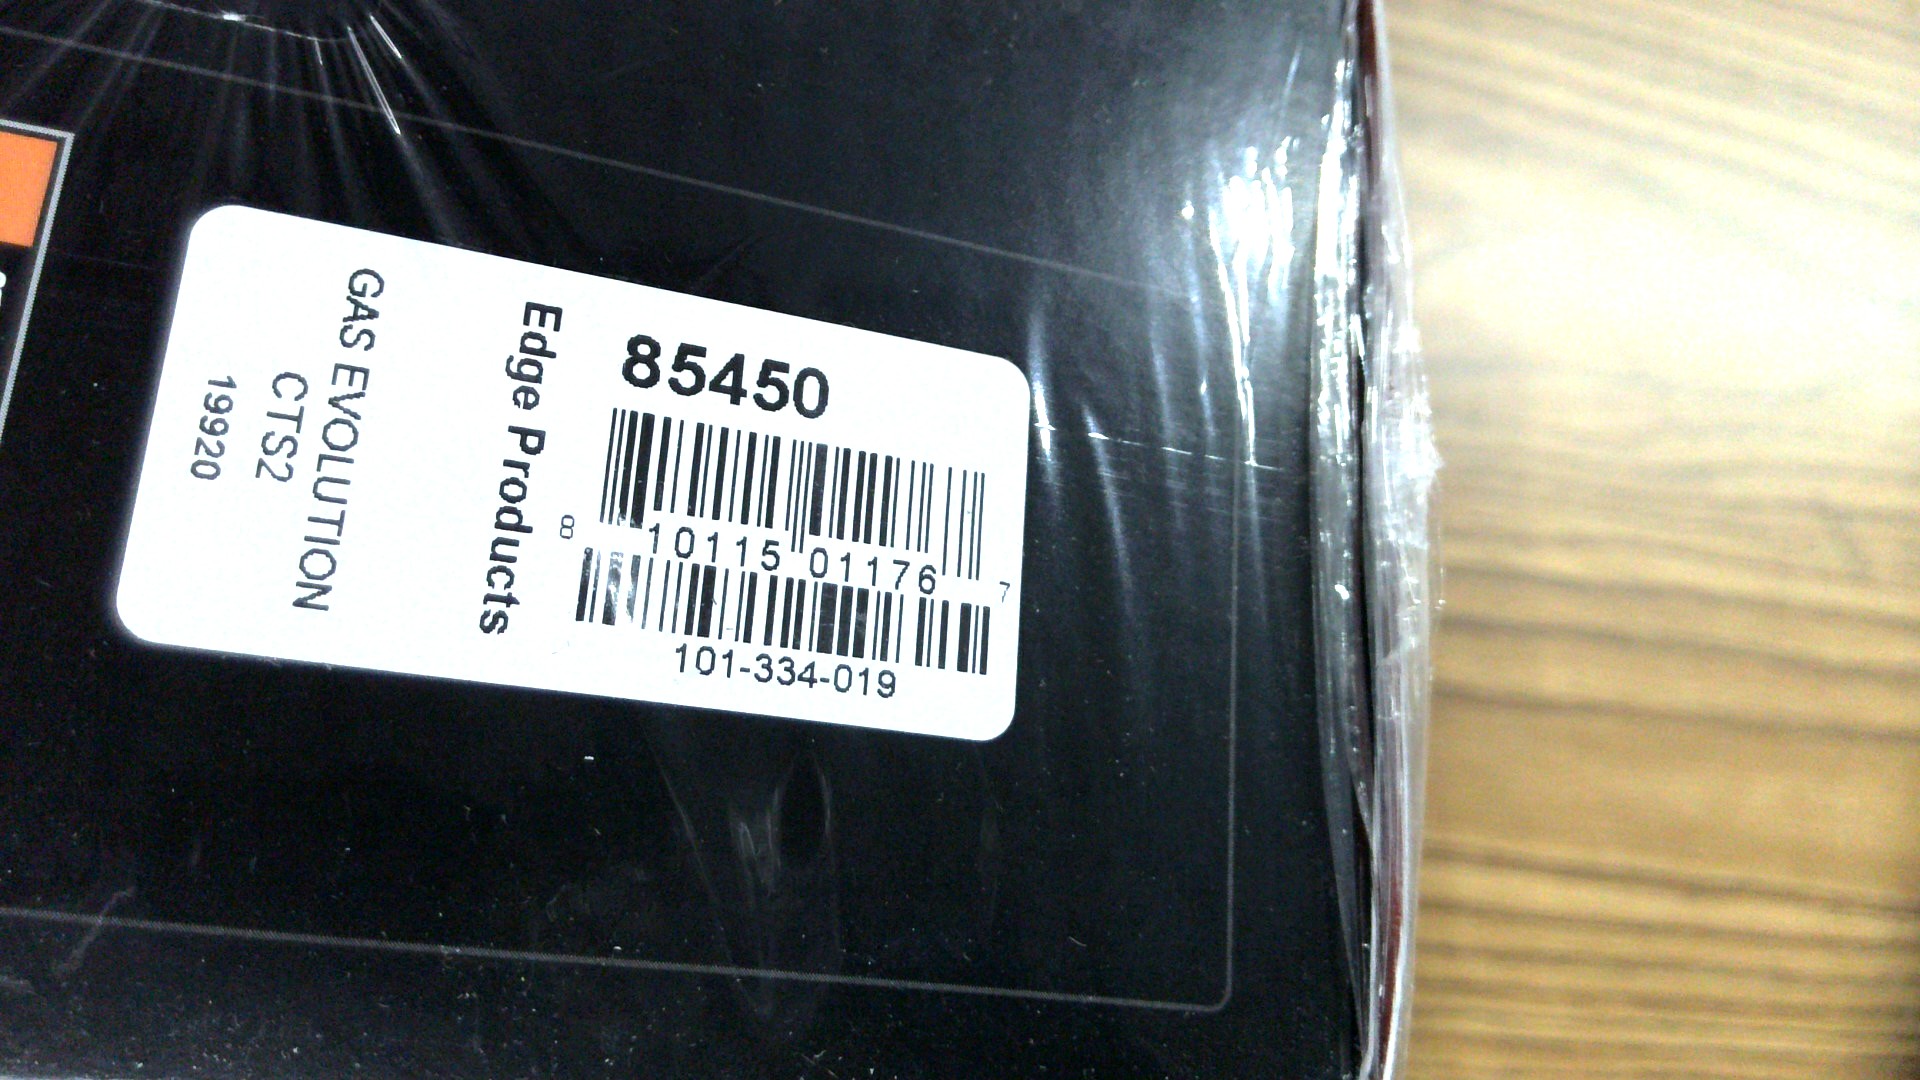 85450
8 10115 01176 7
101-334-019
Edge Products
GAS EVOLUTION
CTS2
19920